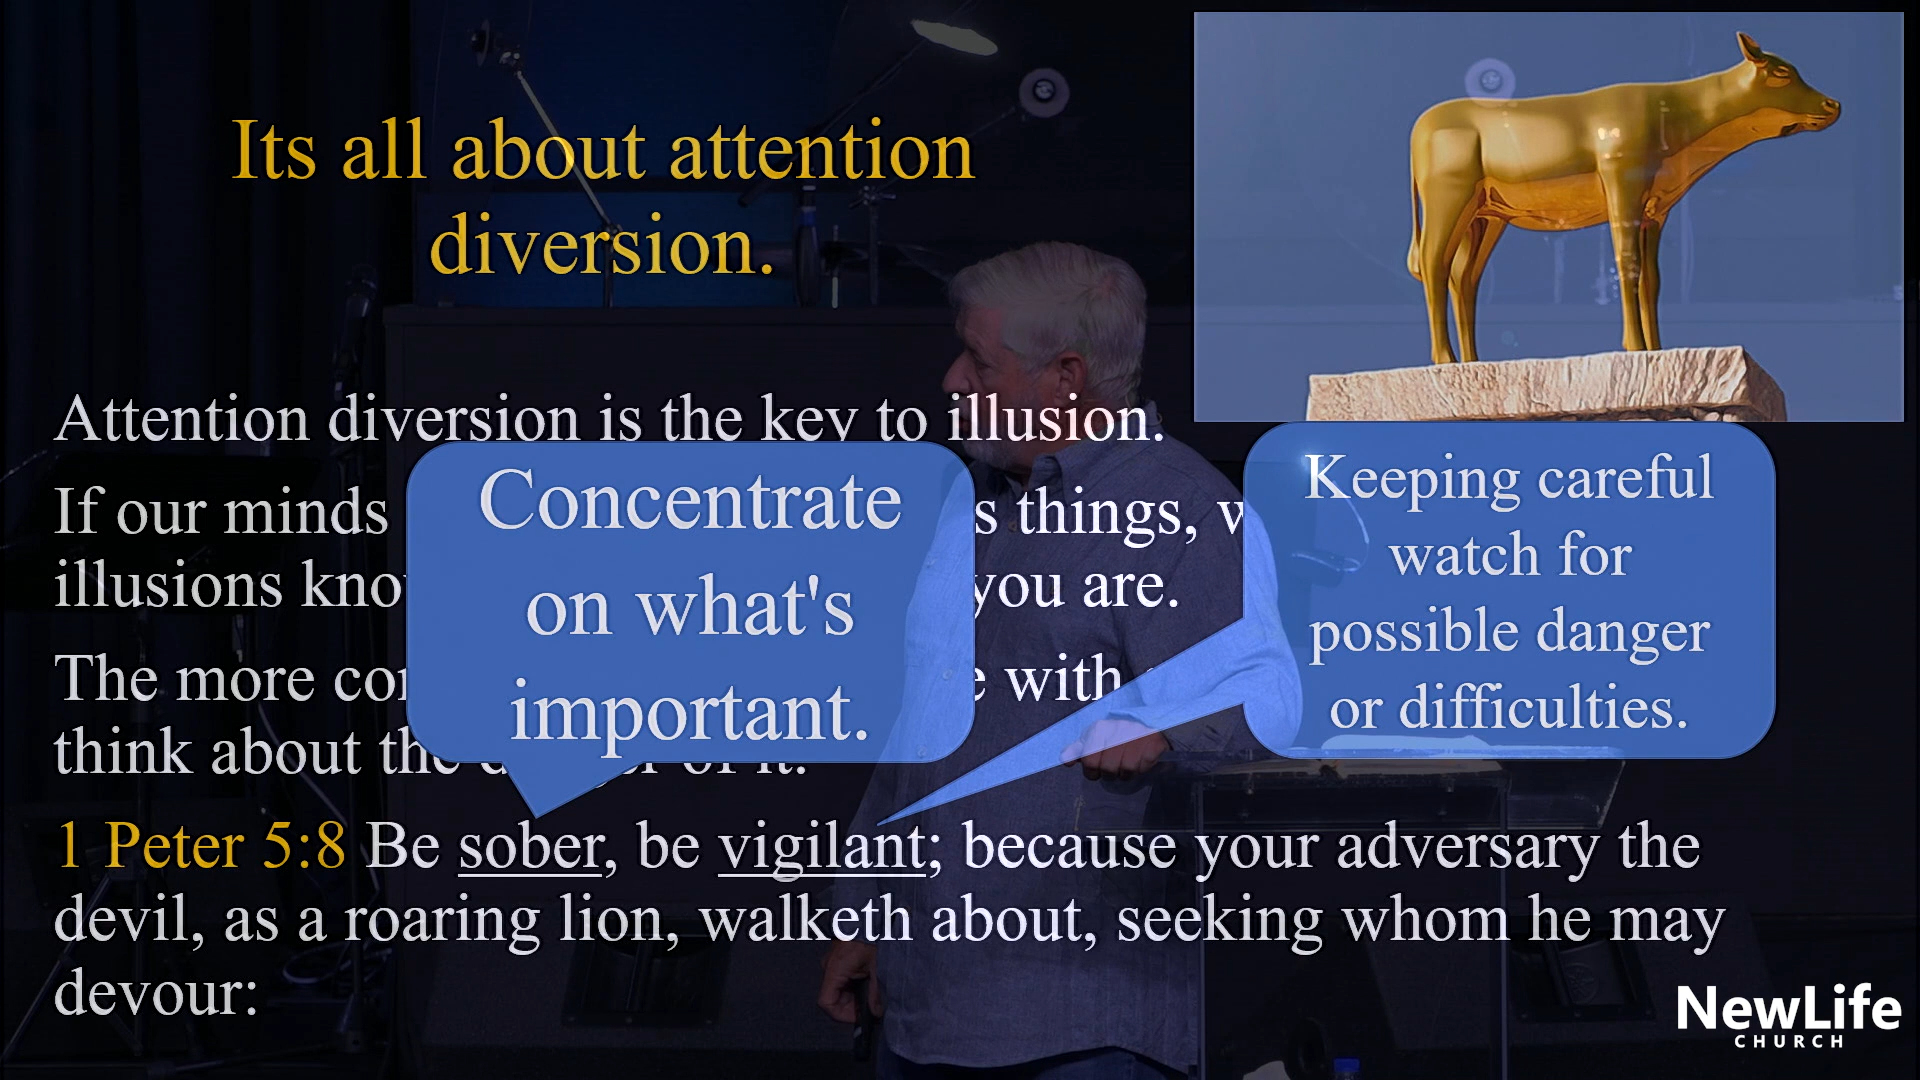 Its all about attention
diversion.
Attention diversion is the key to illusion.
If our minds
s things,
illusions
you are.
The more
with
think about the
of it.
Concentrate
on what's
important.
Keeping careful
watch for
possible danger
or difficulties.
1 Peter 5:8 Be sober, be vigilant; because your adversary the
devil, as a roaring lion, walketh about, seeking whom he may
devour:
NewLife
CHURCH